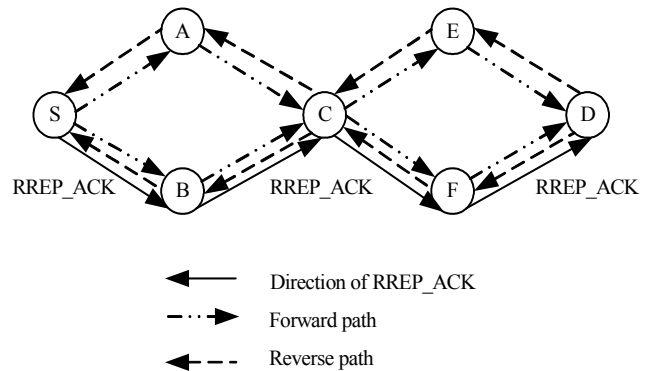 A
E
S
C
D
RREP_ACK
B
RREP_ACK
F
RREP_ACK
Direction of RREP_ACK
Forward path
Reverse path